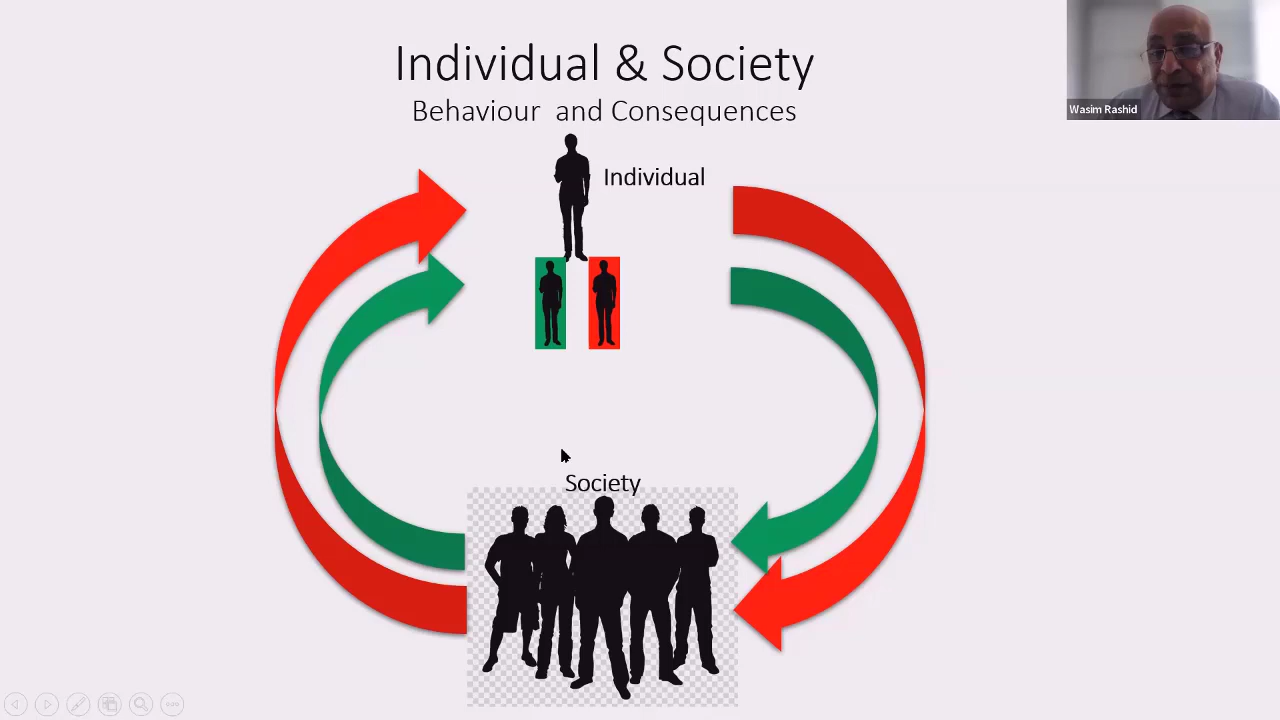 Individual & Society
Behaviour  and Consequences
Wasim Rashid
Individual
Society